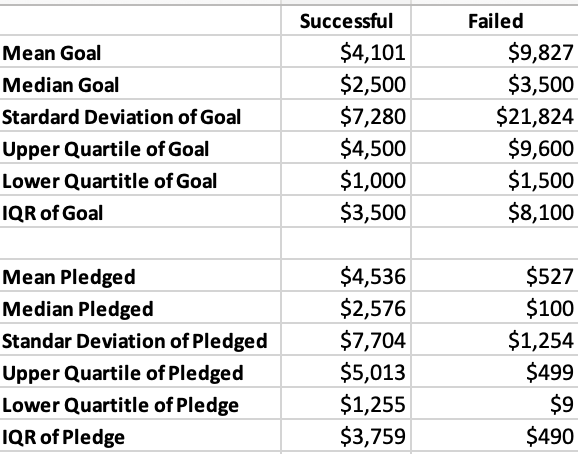 Successful Failed
Mean Goal $4,101 $9,827
Median Goal $2,500 $3,500
Stardard Deviation of Goal $7,280 $21,824
Upper Quartile of Goal $4,500 $9,600
Lower Quartitle of Goal $1,000 $1,500
IQR of Goal $3,500 $8,100
Mean Pledged $4,536 $527
Median Pledged $2,576 $100
Standar Deviation of Pledged $7,704 $1,254
Upper Quartile of Pledged $5,013 $499
Lower Quartitle of Pledge $1,255 $9
IQR of Pledge $3,759 $490